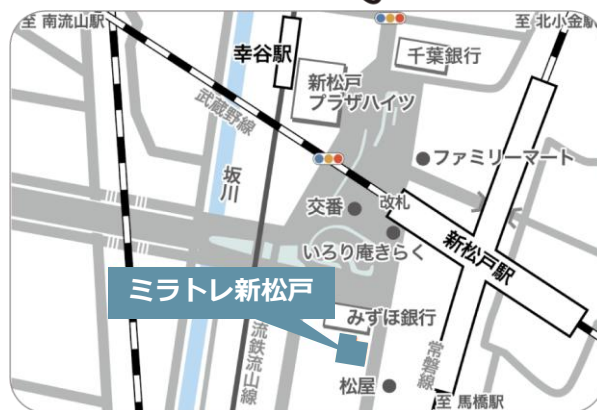 至 南流山駅
至 北小金駅
幸谷駅
千葉銀行
新松戸
プラザハイツ
武蔵野線
坂川
ファミリーマート
交番
改札
いろり庵きらく
新松戸駅
ミラトレ新松戸
みずほ銀行
流鉄流山線
常磐線
松屋
至 馬橋駅